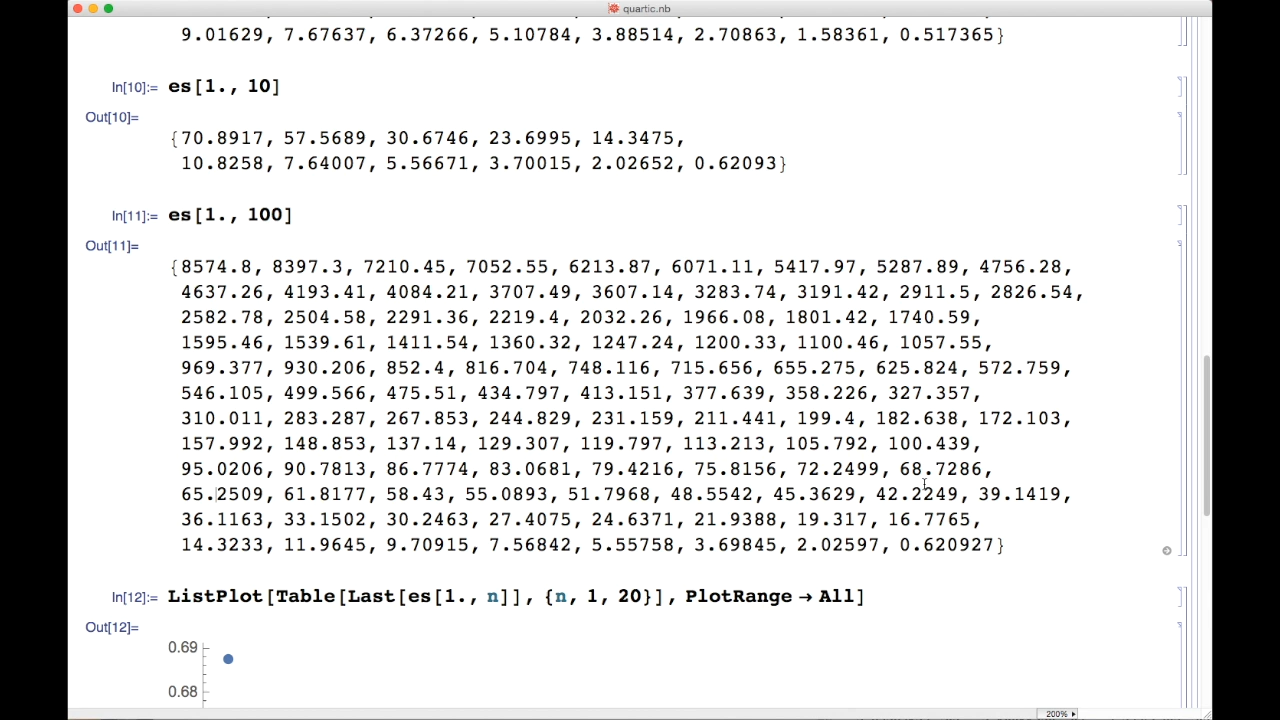 quartic.nb
9.01629, 7.67637, 6.37266, 5.10784, 3.88514, 2.70863, 1.58361, 0.517365}
In[10]:= es[1., 10]
Out[10]=
{70.8917, 57.5689, 30.6746, 23.6995, 14.3475,
10.8258, 7.64007, 5.56671, 3.70015, 2.02652, 0.62093}
In[11]:= es[1., 100]
Out[11]=
{8574.8, 8397.3, 7210.45, 7052.55, 6213.87, 6071.11, 5417.97, 5287.89, 4756.28,
4637.26, 4193.41, 4084.21, 3707.49, 3607.14, 3283.74, 3191.42, 2911.5, 2826.54,
2582.78, 2504.58, 2291.36, 2219.4, 2032.26, 1966.08, 1801.42, 1740.59,
1595.46, 1539.61, 1411.54, 1360.32, 1247.24, 1200.33, 1100.46, 1057.55,
969.377, 930.206, 852.4, 816.704, 748.116, 715.656, 655.275, 625.824, 572.759,
546.105, 499.566, 475.51, 434.797, 413.151, 377.639, 358.226, 327.357,
310.011, 283.287, 267.853, 244.829, 231.159, 211.441, 199.4, 182.638, 172.103,
157.992, 148.853, 137.14, 129.307, 119.797, 113.213, 105.792, 100.439,
95.0206, 90.7813, 86.7774, 83.0681, 79.4216, 75.8156, 72.2499, 68.7286,
65.2509, 61.8177, 58.43, 55.0893, 51.7968, 48.5542, 45.3629, 42.2249, 39.1419,
36.1163, 33.1502, 30.2463, 27.4075, 24.6371, 21.9388, 19.317, 16.7765,
14.3233, 11.9645, 9.70915, 7.56842, 5.55758, 3.69845, 2.02597, 0.620927}
In[12]:= ListPlot[Table[Last[es[1., n]], {n, 1, 20}], PlotRange → All]
Out[12]=
0.69
0.68
200%